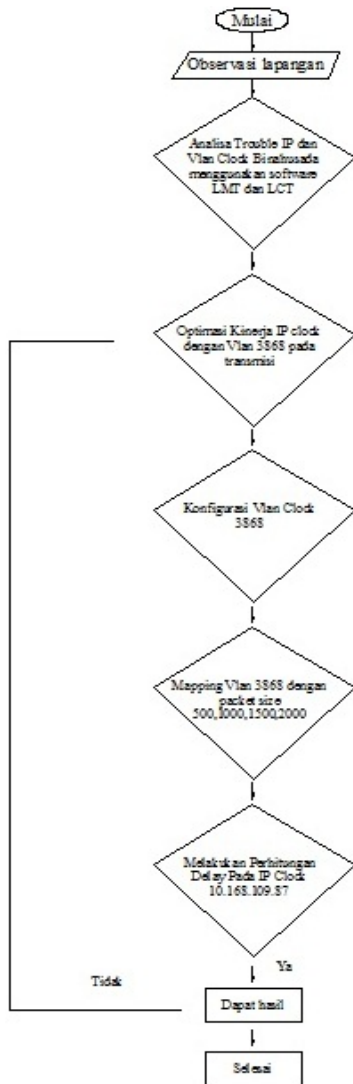 Mulai
Observasi lapangan
Analisa Trouble IP dan
Vlan Clock Binahusada
menggunakan software
LMT dan LCT
Optimasi Kinerja IP clock
dengan Vlan 3868 pada
transmisi
Konfigurasi Vlan Clock
3868
Mapping Vlan 3868 dengan
packet size
500,1000,1500,2000
Melakukan Perhitungan
Delay Pada IP Clock
10.168.109.87
Ya
Tidak
Dapat hasil
Selesai